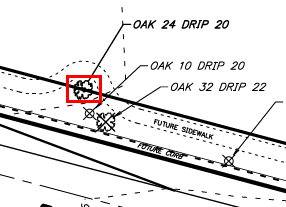 OAK 24 DRIP 20
OAK 10 DRIP 20
OAK 32 DRIP 22
FUTURE SIDEWALK
FUTURE CURB